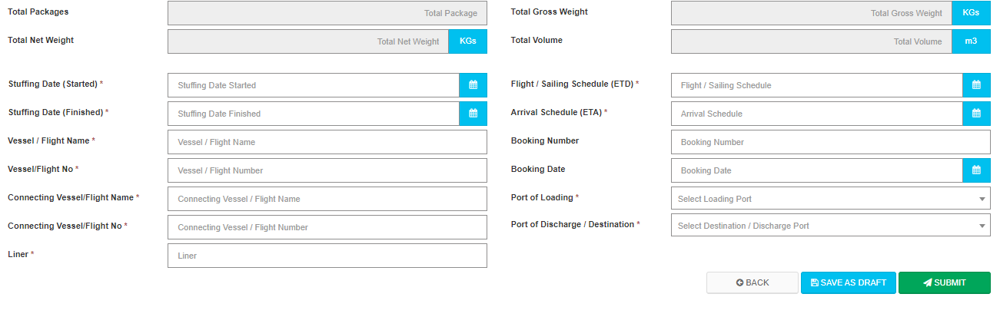 Total Packages
Total Package
Total Gross Weight
Total Gross Weight
KGs
Total Net Weight
Total Net Weight
KGs
Total Volume
Total Volume
m3
Stuffing Date (Started) *
Stuffing Date Started
Flight / Sailing Schedule (ETD) *
Flight / Sailing Schedule
Stuffing Date (Finished) *
Stuffing Date Finished
Arrival Schedule (ETA) *
Arrival Schedule
Vessel / Flight Name *
Vessel / Flight Name
Booking Number
Booking Number
Vessel/Flight No *
Vessel / Flight Number
Booking Date
Booking Date
Connecting Vessel/Flight Name *
Connecting Vessel / Flight Name
Port of Loading *
Select Loading Port
Connecting Vessel/Flight No *
Connecting Vessel / Flight Number
Port of Discharge / Destination *
Select Destination / Discharge Port
Liner *
Liner
BACK
SAVE AS DRAFT
SUBMIT